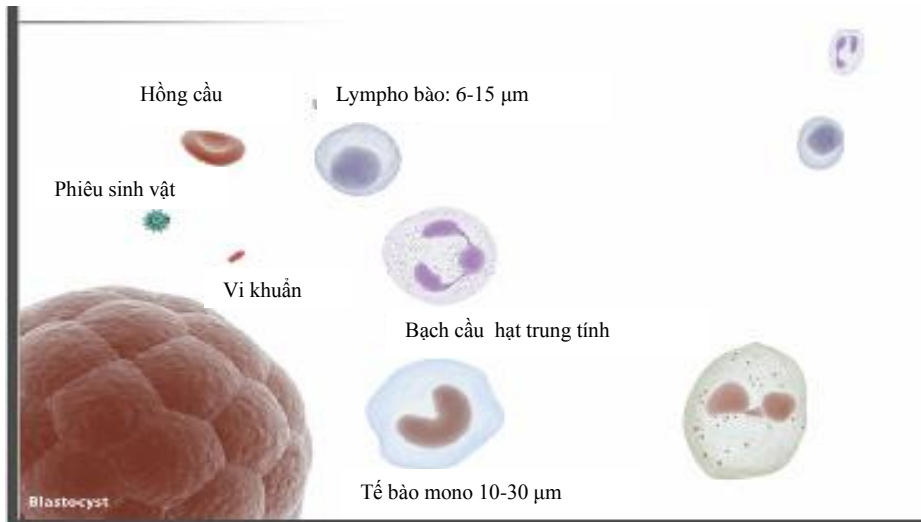 Hồng cầu
Lympho bào: 6-15 μm
Phiêu sinh vật
Vi khuẩn
Bạch cầu hạt trung tính
Tế bào mono 10-30 μm
Blastocyst